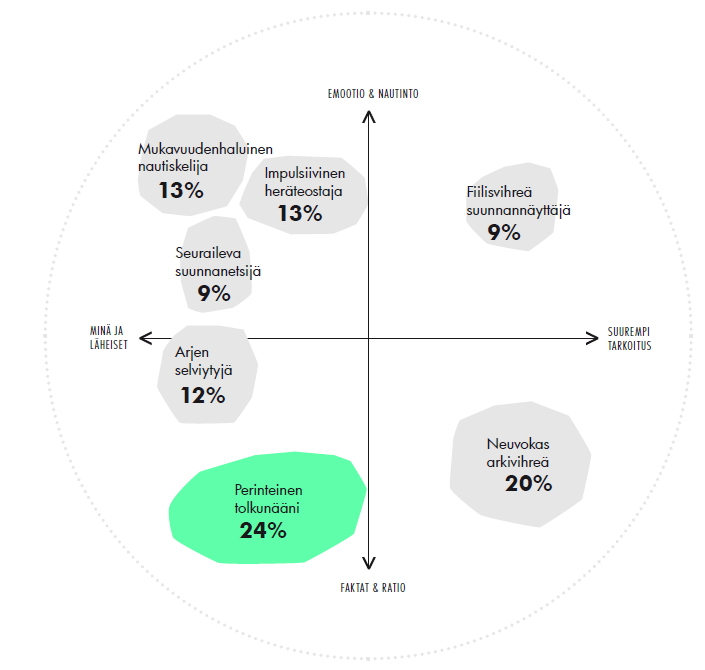 EMOOTIO & NAUTINTO
Mukavuudenhaluinen
nautiskelija
13%
Impulsiivinen
heräteostaja
13%
Fiilisvihreä
suunnannäyttäjä
9%
Seuraileva
suunnanetsijä
9%
MINÄ JA
LÄHEISET
SUUREMPI
TARKOITUS
Arjen
selviytyjä
12%
Neuvokas
arkivihreä
20%
Perinteinen
tolkunääni
24%
FAKTAT & RATIO